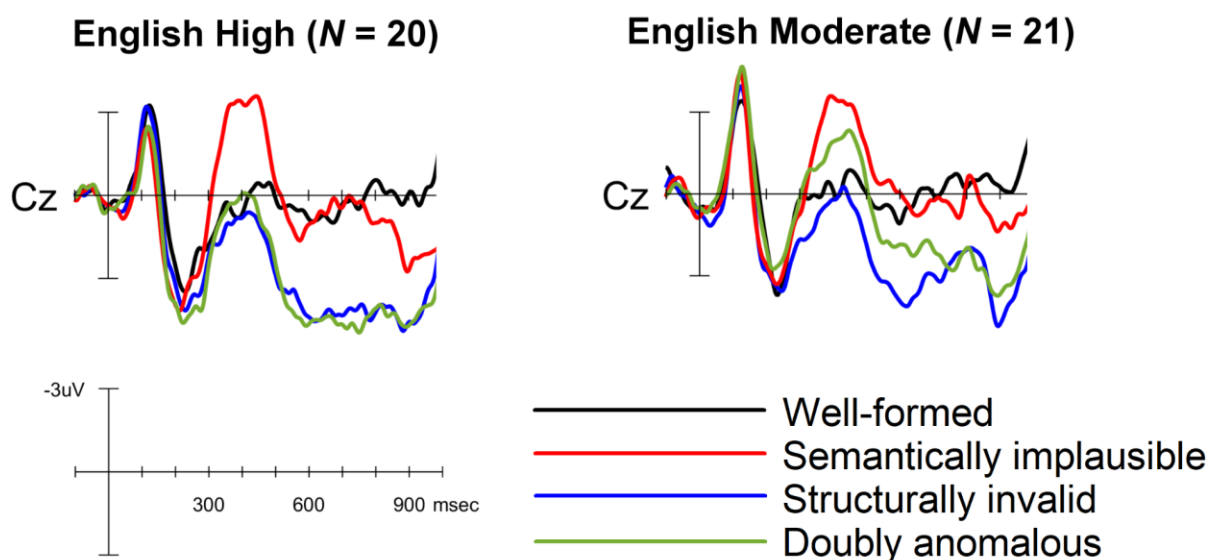 English High (N = 20)
English Moderate (N = 21)
Cz
Cz
-3uV
300 600 900 msec
Well-formed
Semantically implausible
Structurally invalid
Doubly anomalous